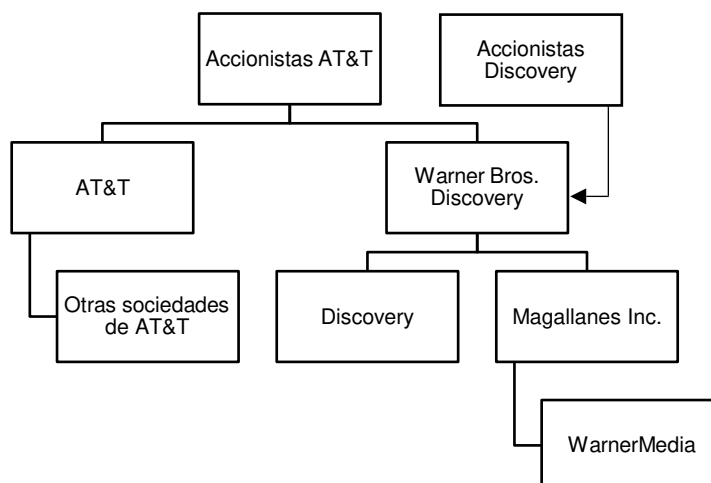 Accionistas AT&T
Accionistas
Discovery
AT&T
Warner Bros.
Discovery
Otras sociedades
de AT&T
Discovery
Magallanes Inc.
WarnerMedia